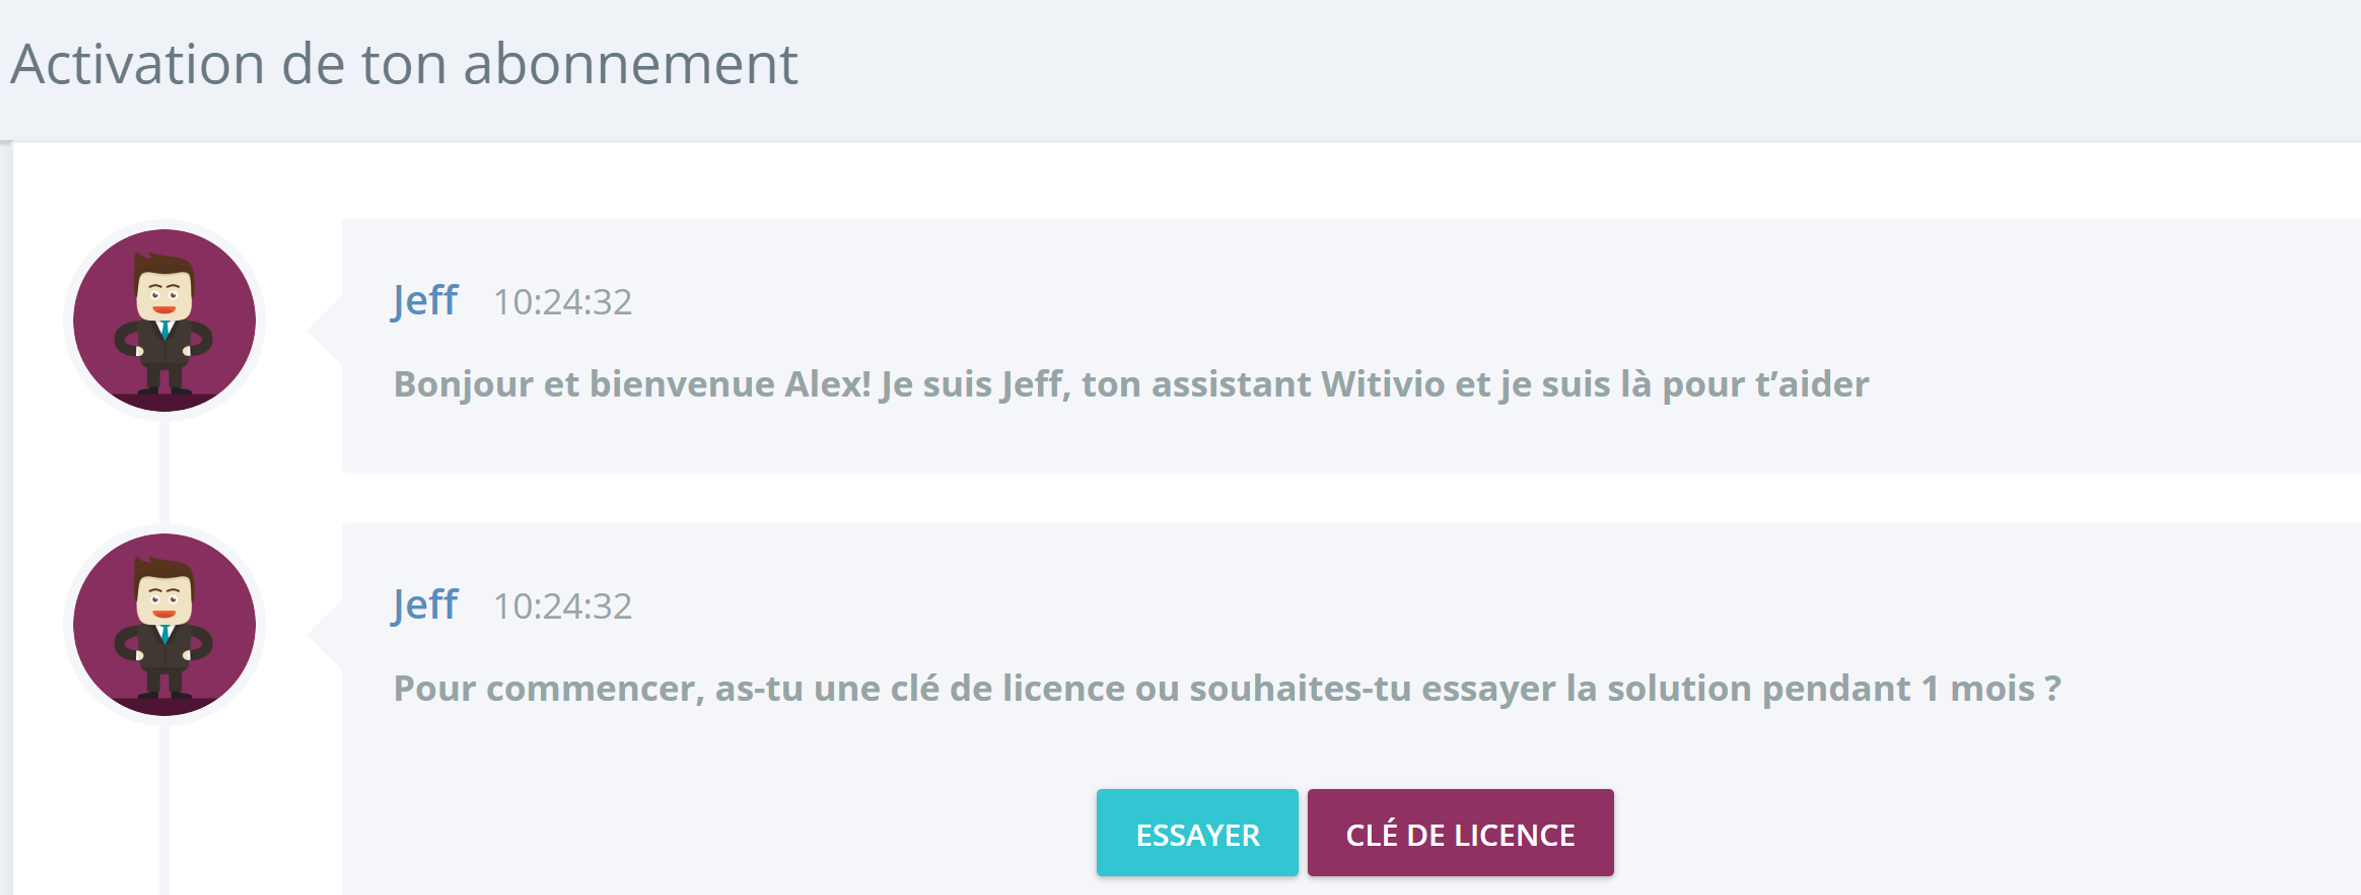 Activation de ton abonnement
Jeff 10:24:32
Bonjour et bienvenue Alex! Je suis Jeff, ton assistant Witivio et je suis là pour t’aider
Jeff 10:24:32
Pour commencer, as-tu une clé de licence ou souhaites-tu essayer la solution pendant 1 mois ?
ESSAYER CLÉ DE LICENCE